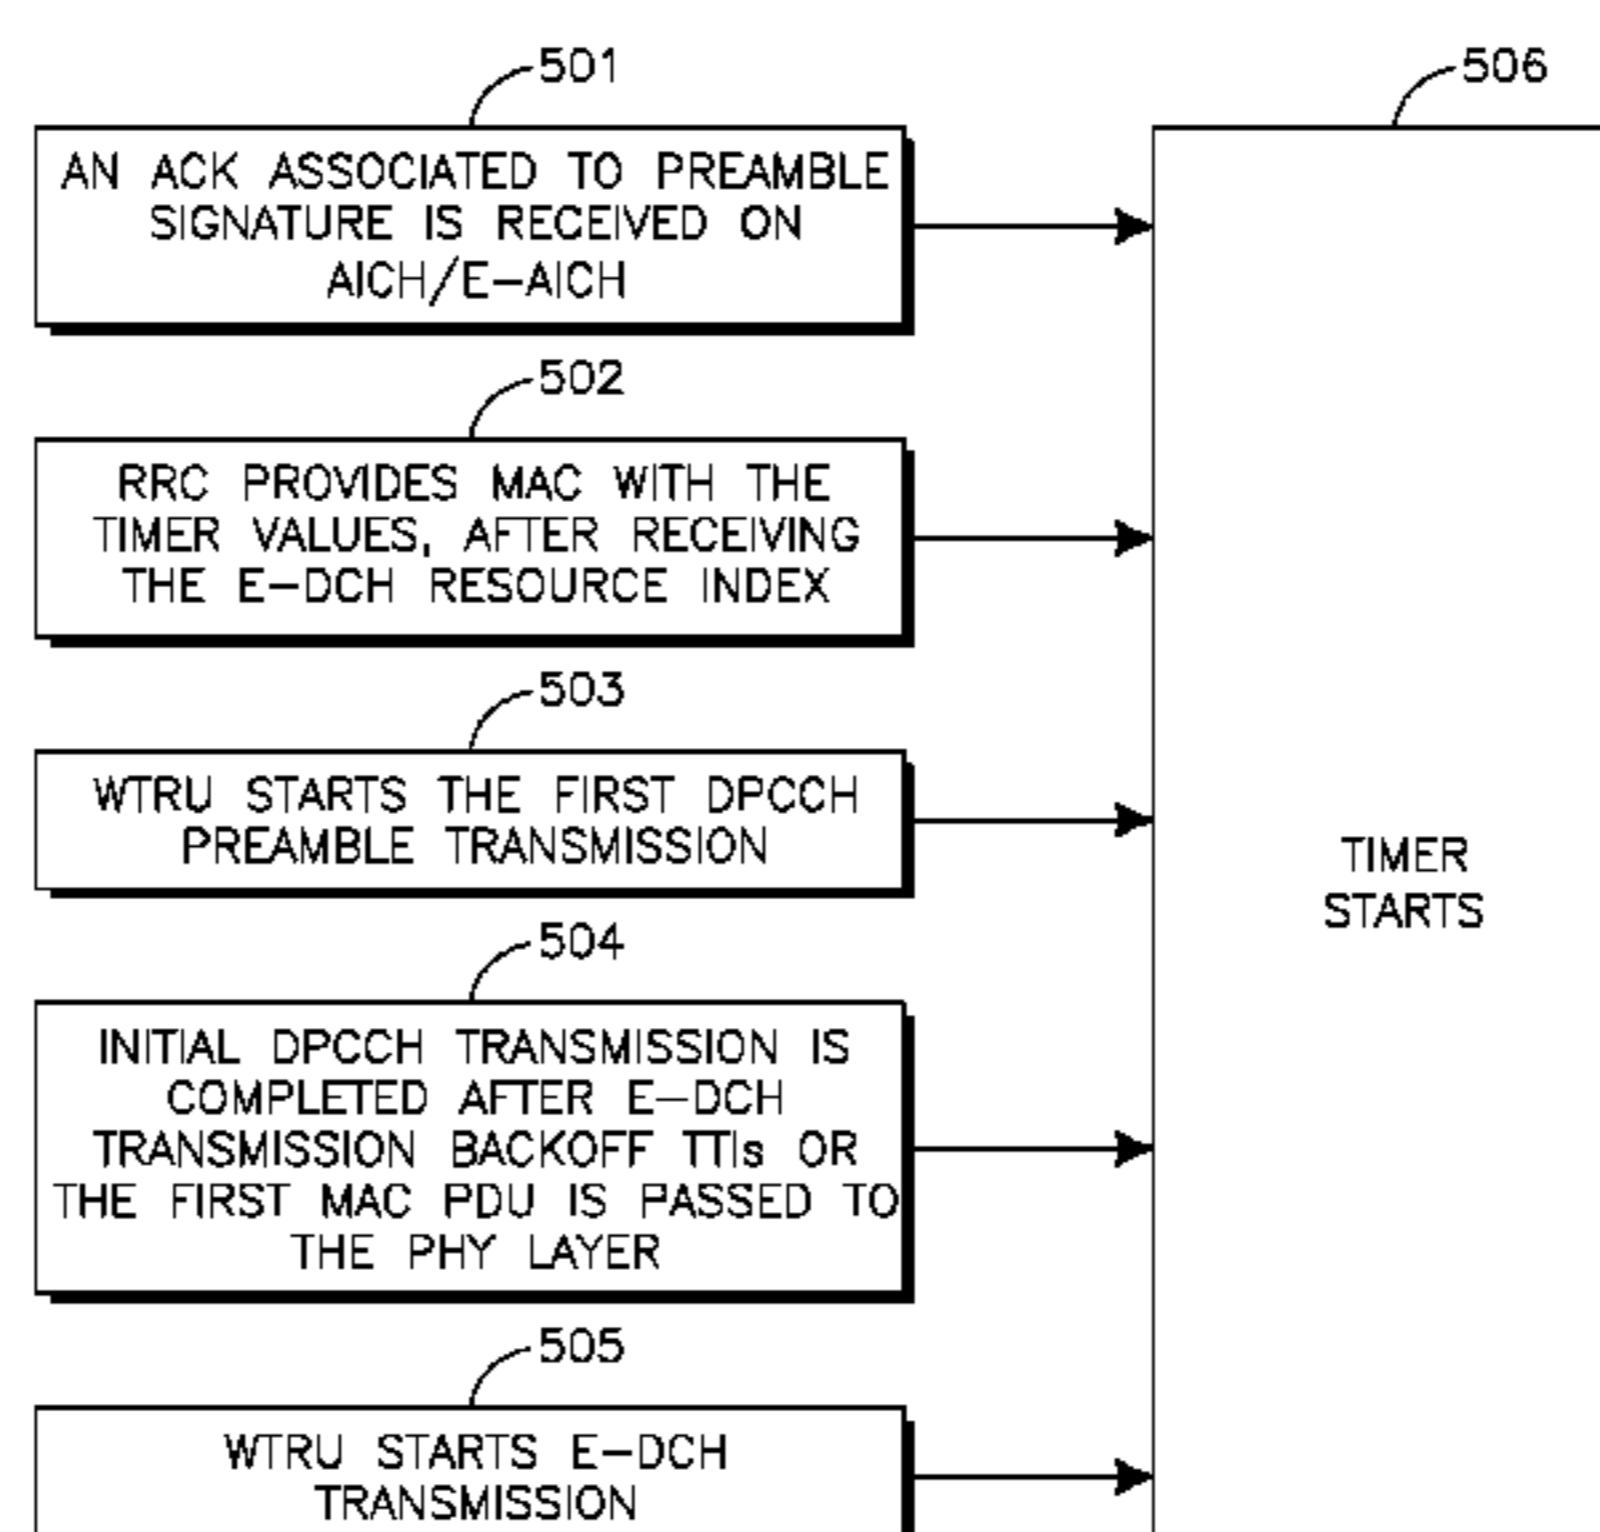 501
AN ACK ASSOCIATED TO PREAMBLE
SIGNATURE IS RECEIVED ON
AICH/E-AICH
502
RRC PROVIDES MAC WITH THE
TIMER VALUES, AFTER RECEIVING
THE E-DCH RESOURCE INDEX
503
WTRU STARTS THE FIRST DPCCH
PREAMBLE TRANSMISSION
504
INITIAL DPCCH TRANSMISSION IS
COMPLETED AFTER E-DCH
TRANSMISSION BACKOFF TTIs OR
THE FIRST MAC PDU IS PASSED TO
THE PHY LAYER
505
WTRU STARTS E-DCH
TRANSMISSION
506
TIMER
STARTS